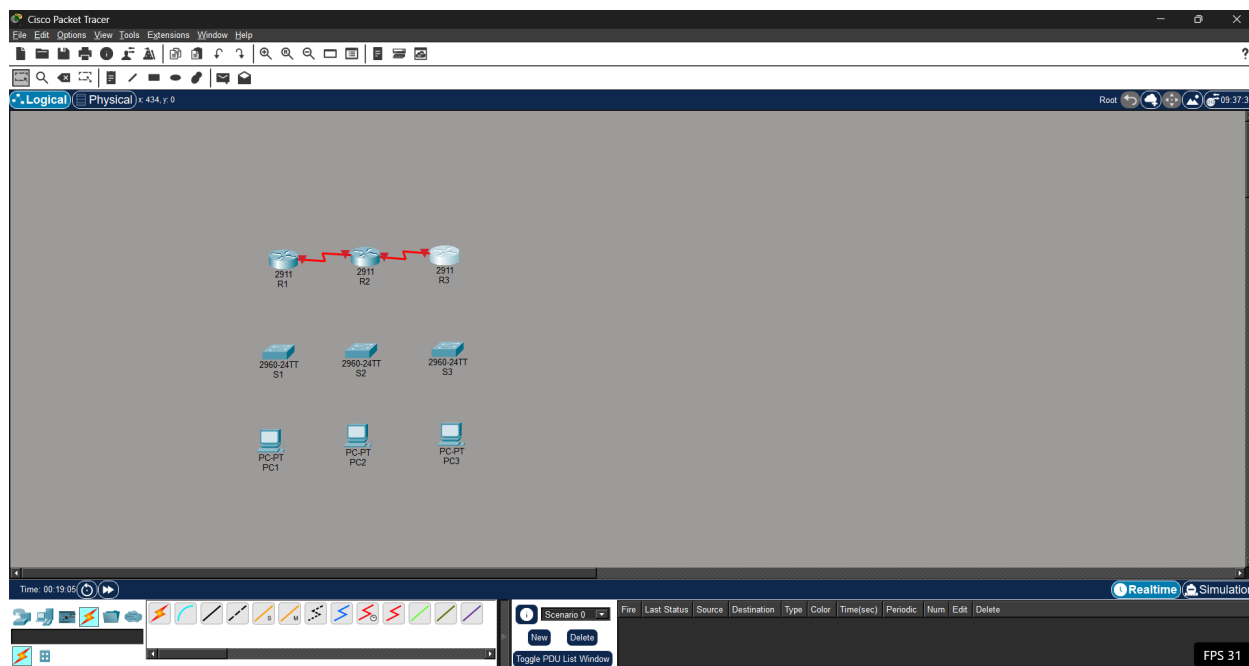 Cisco Packet Tracer
File Edit Options View Tools Extensions Window Help
?
Logical Physical x: 434, y: 0 Root 09:37:3
2911 2911 2911
R1 R2 R3
2960-24TT 2960-24TT 2960-24TT
S1 S2 S3
PC-PT PC-PT PC-PT
PC1 PC2 PC3
Time: 00:19:05 Realtime Simulation
S M
Scenario 0 Fire Last Status Source Destination Type Color Time(sec) Periodic Num Edit Delete
New Delete
Toggle PDU List Window
FPS 31